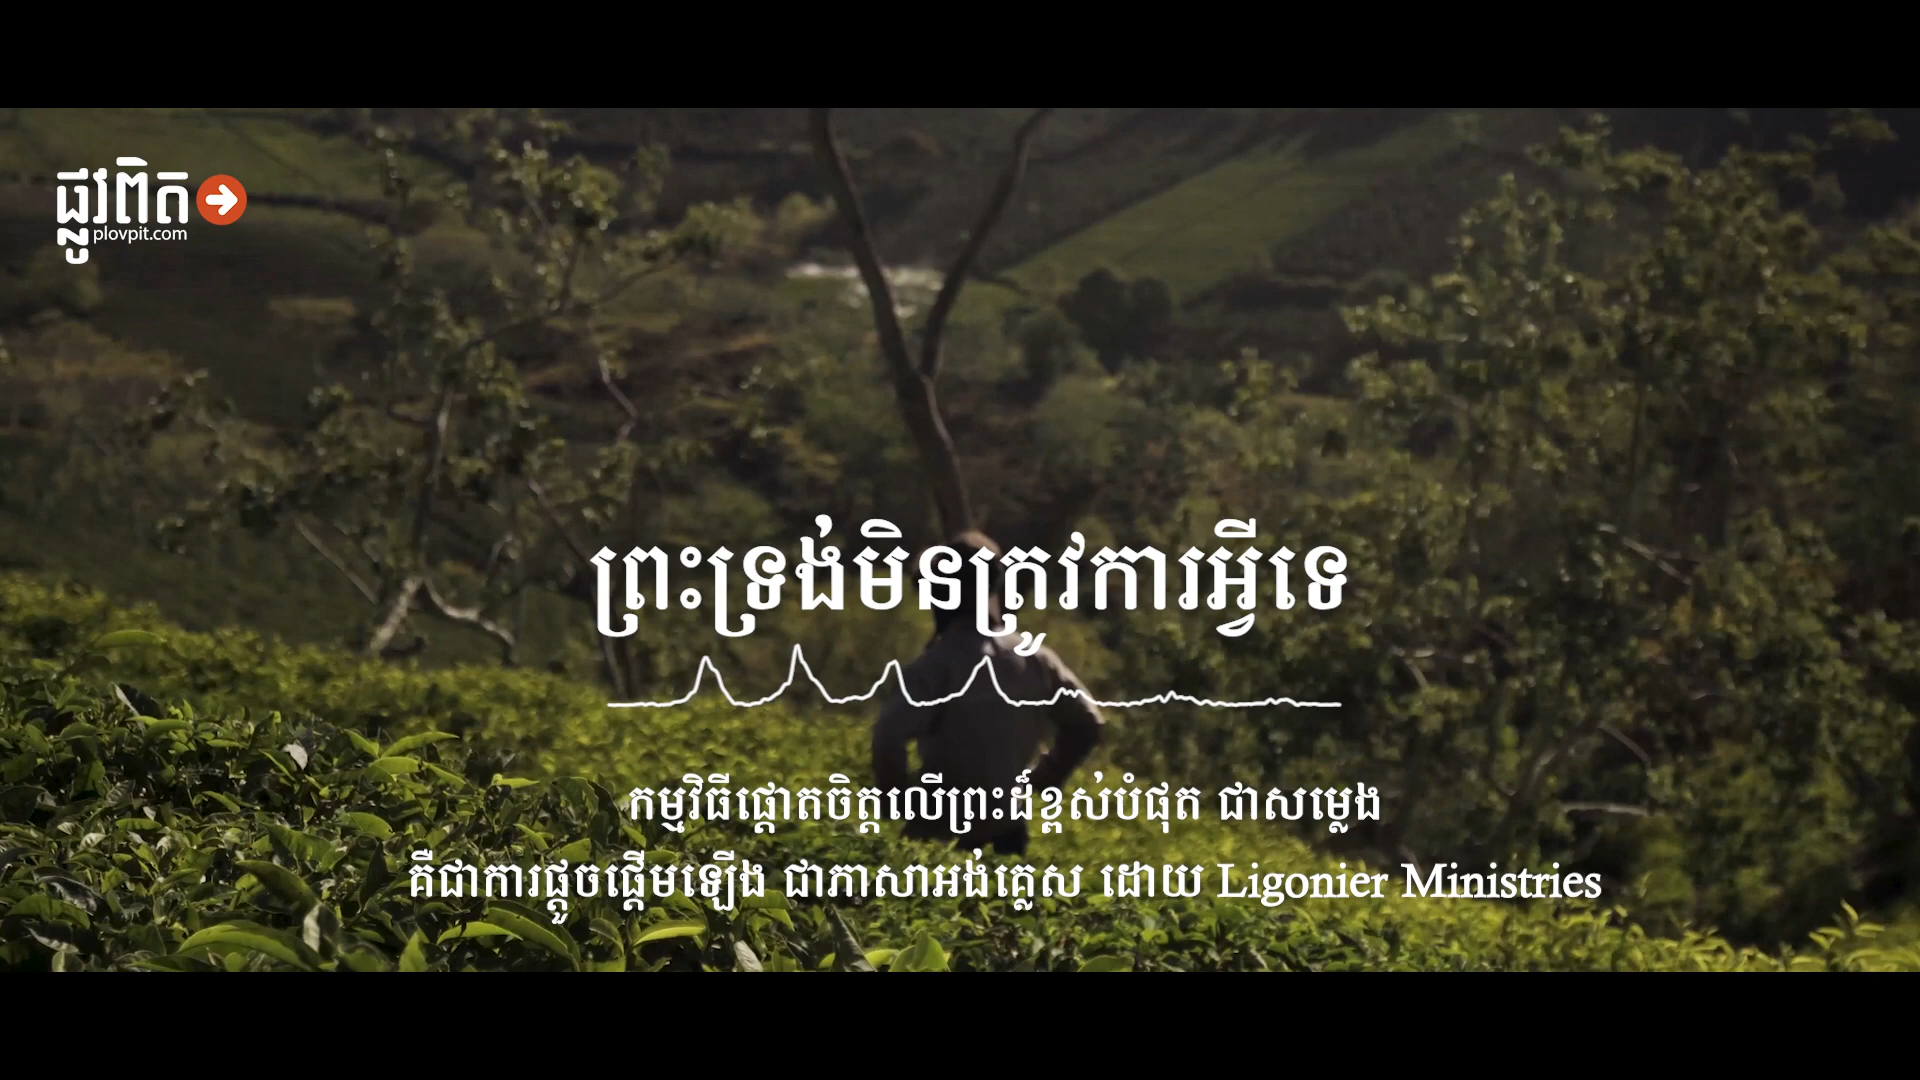 ផ្លូវពិត
plovpit.com
ព្រះទ្រង់មិនត្រូវការអ្វីទេ
កម្មវិធីផ្ដោតចិត្តលើព្រះដ៏ខ្ពស់បំផុត ជាសម្លេង
គឺជាការផ្ដួចផ្ដើមឡើង ជាភាសាអង់គ្លេស ដោយ Ligonier Ministries